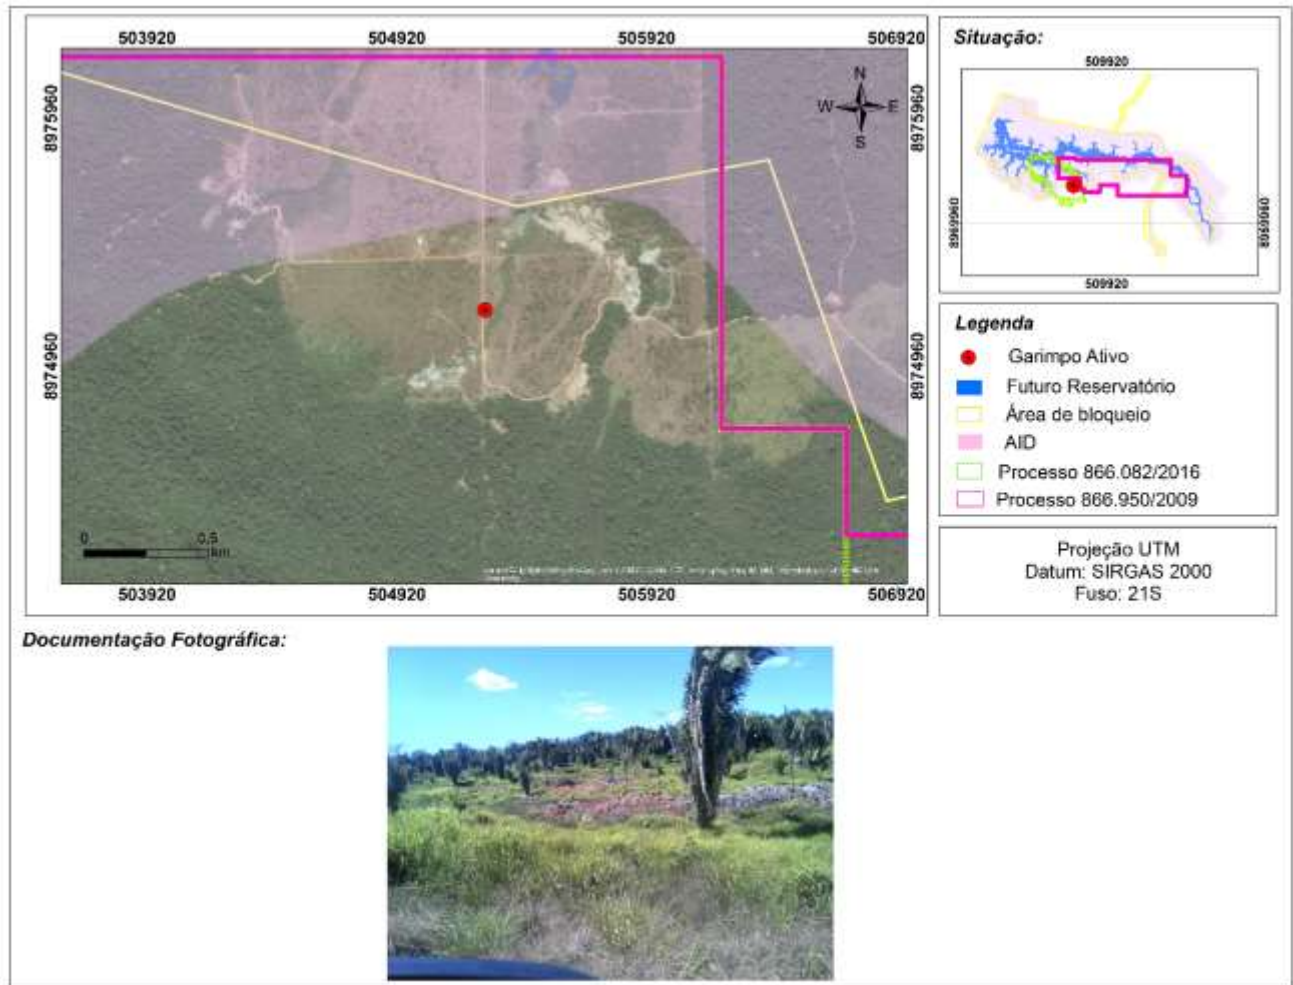 503920 504920 505920 506920
8975960
8975960
8974960
8974960
N
W E
S
0 0,5
km
503920 504920 505920 506920
Situação:
509920
8969960
8969960
509920
Legenda
Garimpo Ativo
Futuro Reservatório
Área de bloqueio
AID
Processo 866.082/2016
Processo 866.950/2009
Projeção UTM
Datum: SIRGAS 2000
Fuso: 21S
Documentação Fotográfica: